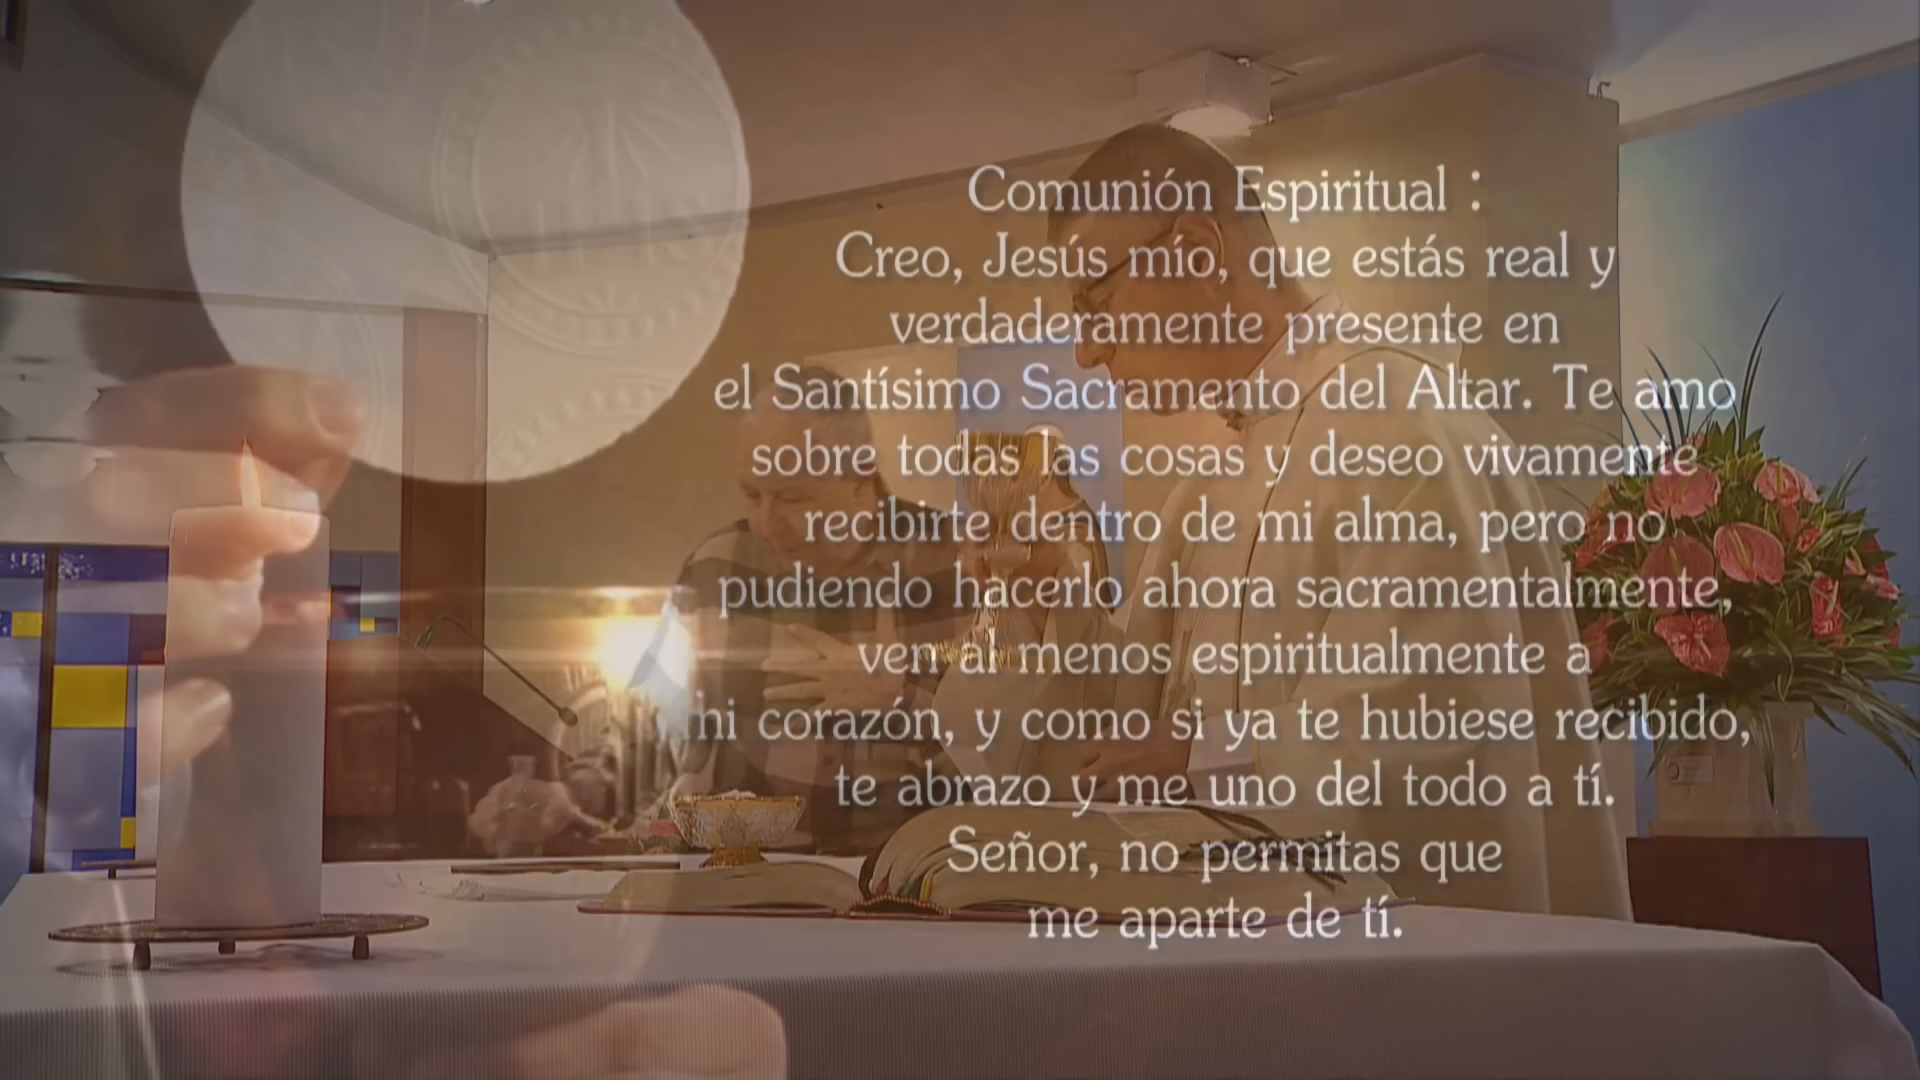 Comunión Espiritual :
Creo, Jesús mío, que estás real y
verdaderamente presente en
el Santísimo Sacramento del Altar. Te amo
sobre todas las cosas y deseo vivamente
recibirte dentro de mi alma, pero no
pudiendo hacerlo ahora sacramentalmente,
ven al menos espiritualmente a
mi corazón, y como si ya te hubiese recibido,
te abrazo y me uno del todo a tí.
Señor, no permitas que
me aparte de tí.